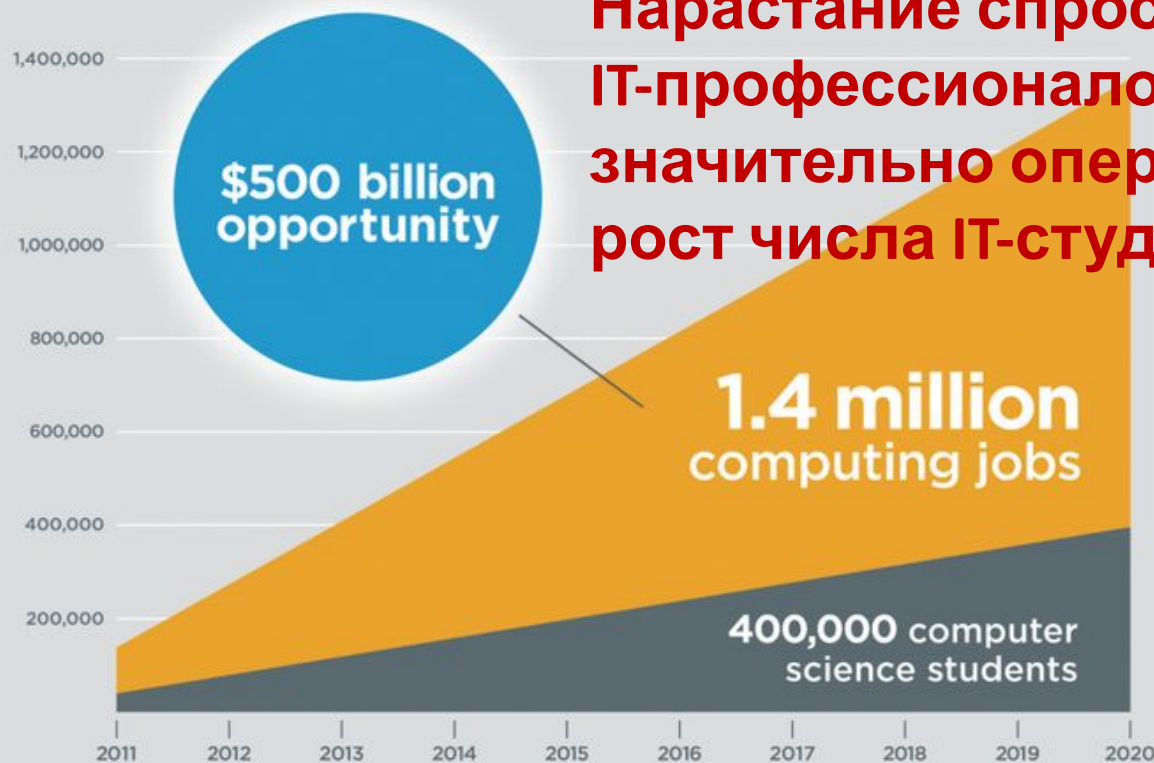 Нарастание
IT-
значительно
рост числа IT-
1,400,000
1,200,000
1,000,000
800,000
600,000
400,000
200,000
$500 billion
opportunity
1.4 million
computing jobs
400,000 computer
science students
2011 2012 2013 2014 2015 2016 2017 2018 2019 2020